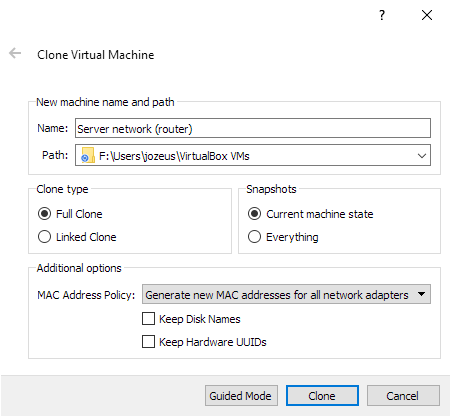 ?
Clone Virtual Machine
New machine name and path
Name: Server network (router)
Path: F:\Users\jozeus\VirtualBox VMs
Clone type
Full Clone
Linked Clone
Snapshots
Current machine state
Everything
Additional options
MAC Address Policy: Generate new MAC addresses for all network adapters
Keep Disk Names
Keep Hardware UUIDs
Guided Mode Clone Cancel